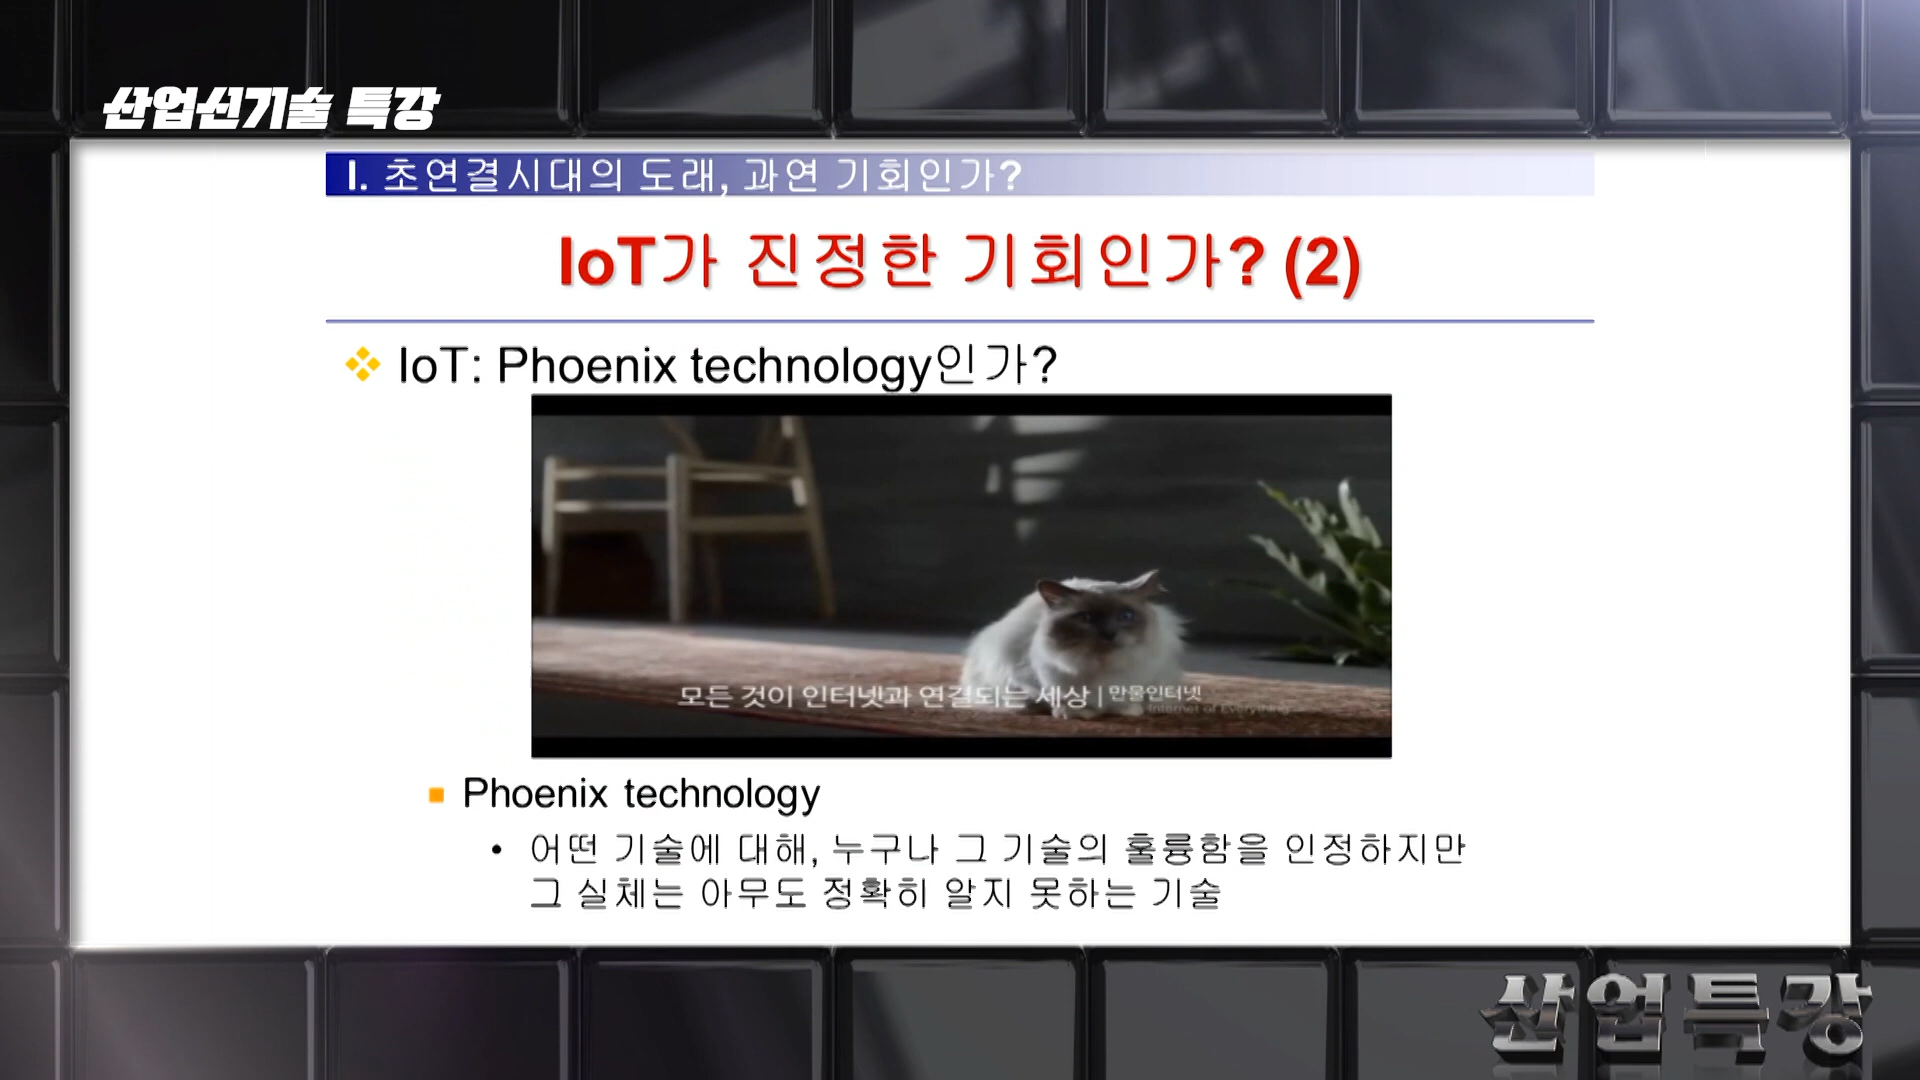 산업신기술 특강
I. 초연결시대의 도래, 과연 기회인가?
IoT가 진정한 기회인가? (2)
IoT: Phoenix technology인가?
모든 것이 인터넷과 연결되는 세상 | 만물인터넷
Internet of Everything
Phoenix technology
• 어떤 기술에 대해, 누구나 그 기술의 훌륭함을 인정하지만
그 실체는 아무도 정확히 알지 못하는 기술
산업특강